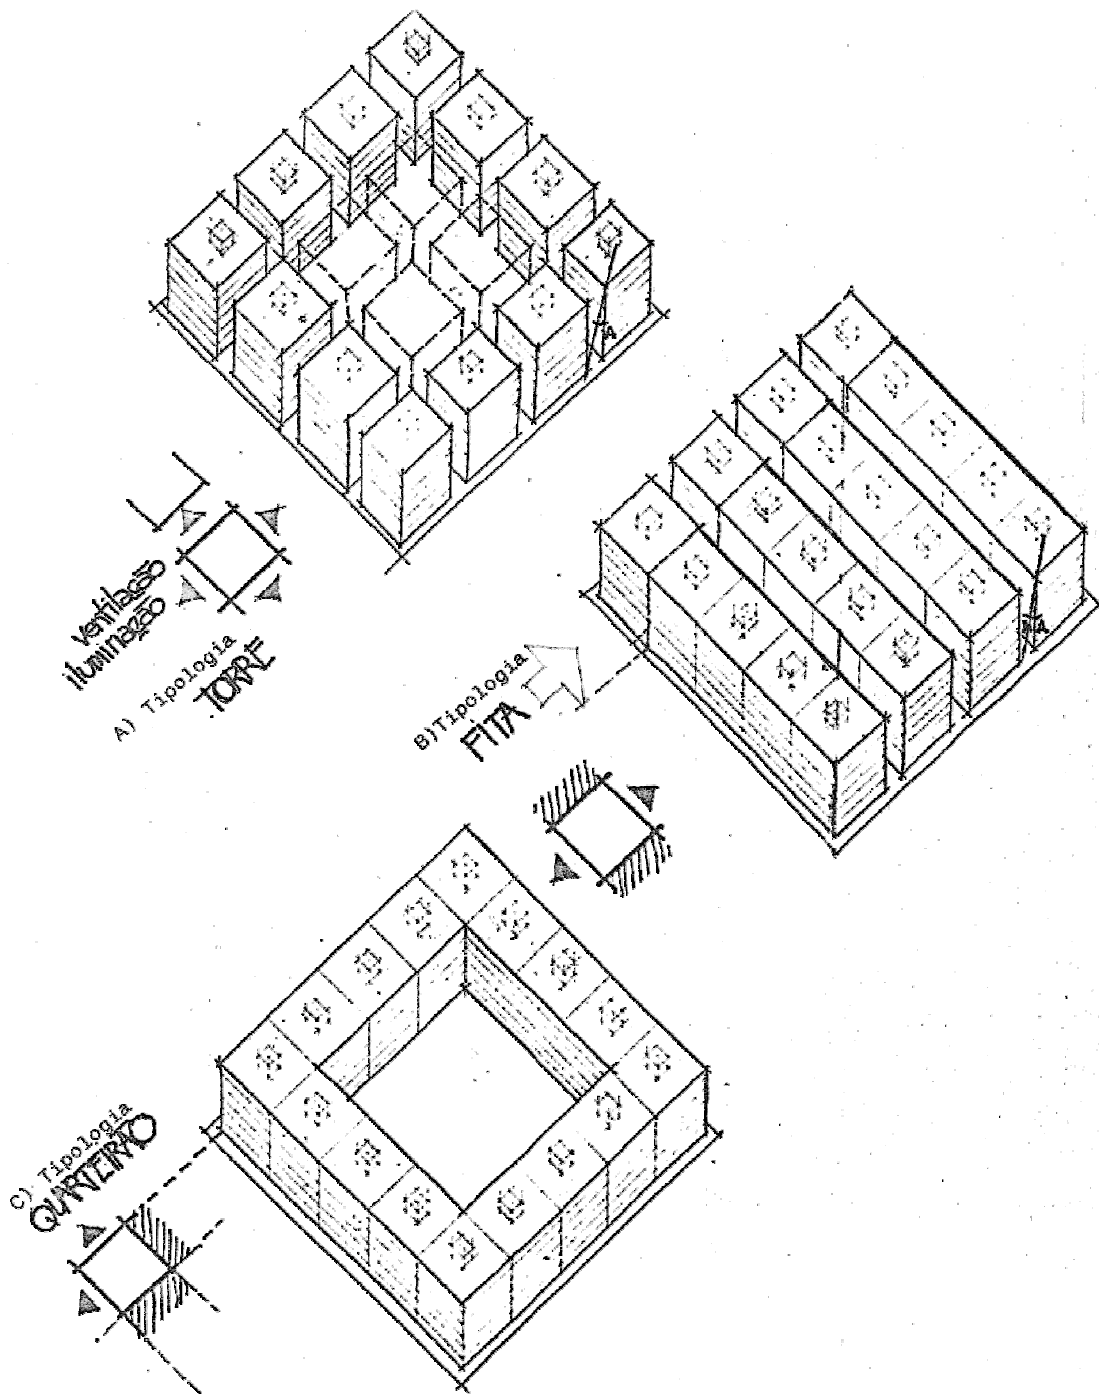 ventilação
iluminação
A) Tipologia
TORRE
B)Tipologia
FITA
C) Tipologia
QUARTEIRÃO